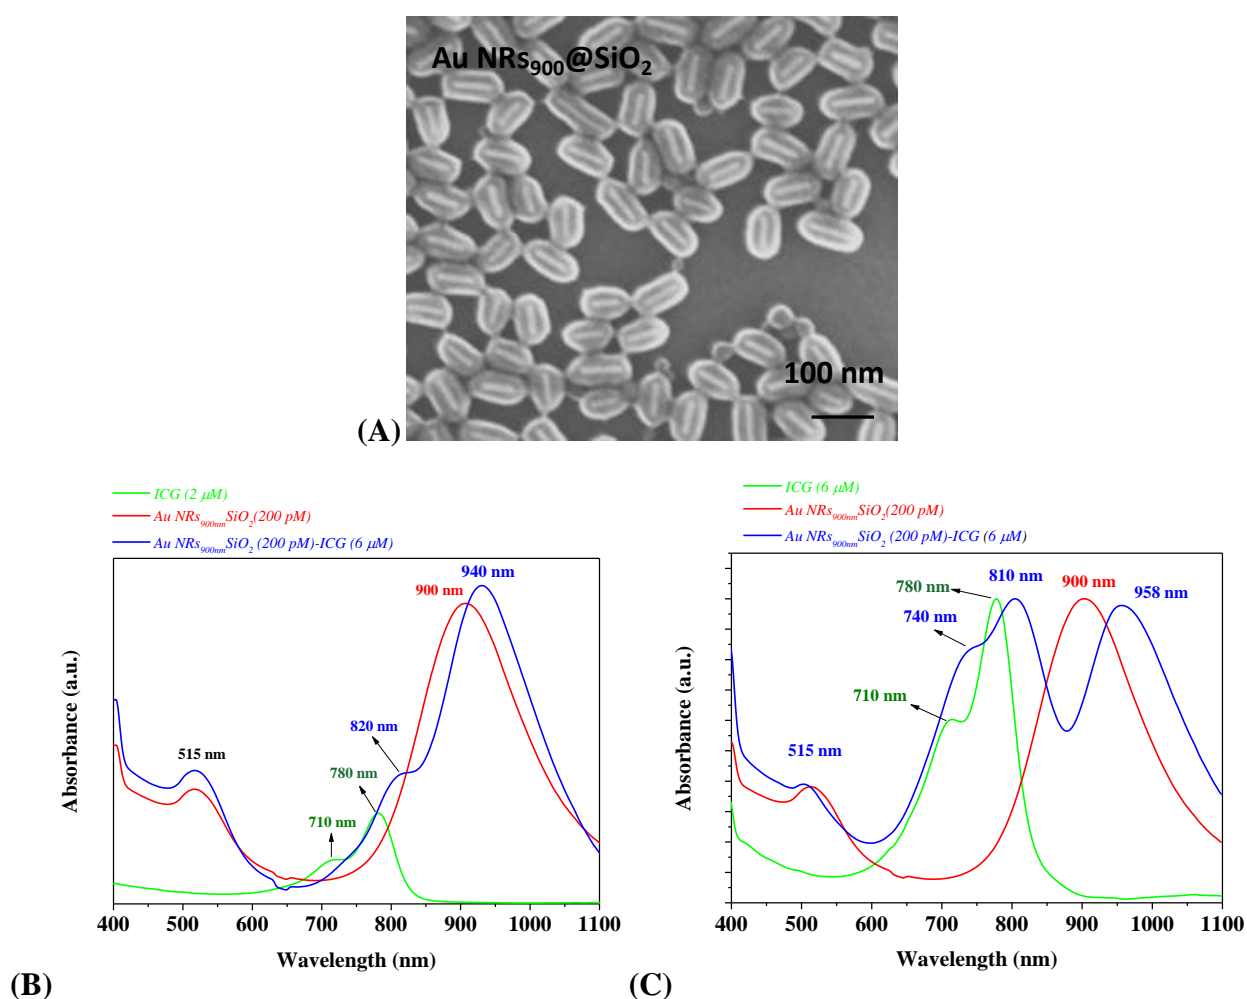 Au NRs900@SiO2
100 nm
(A)
ICG (2 μM)
Au NRs900nmSiO2(200 pM)
Au NRs900nmSiO2 (200 pM)-ICG (6 μM)
940 nm
900 nm
820 nm
515 nm
780 nm
710 nm
Absorbance (a.u.)
400 500 600 700 800 900 1000 1100
Wavelength (nm)
(B)
ICG (6 μM)
Au NRs900nmSiO2(200 pM)
Au NRs900nmSiO2 (200 pM)-ICG (6 μM)
780 nm
810 nm
900 nm
958 nm
740 nm
710 nm
515 nm
Absorbance (a.u.)
400 500 600 700 800 900 1000 1100
Wavelength (nm)
(C)